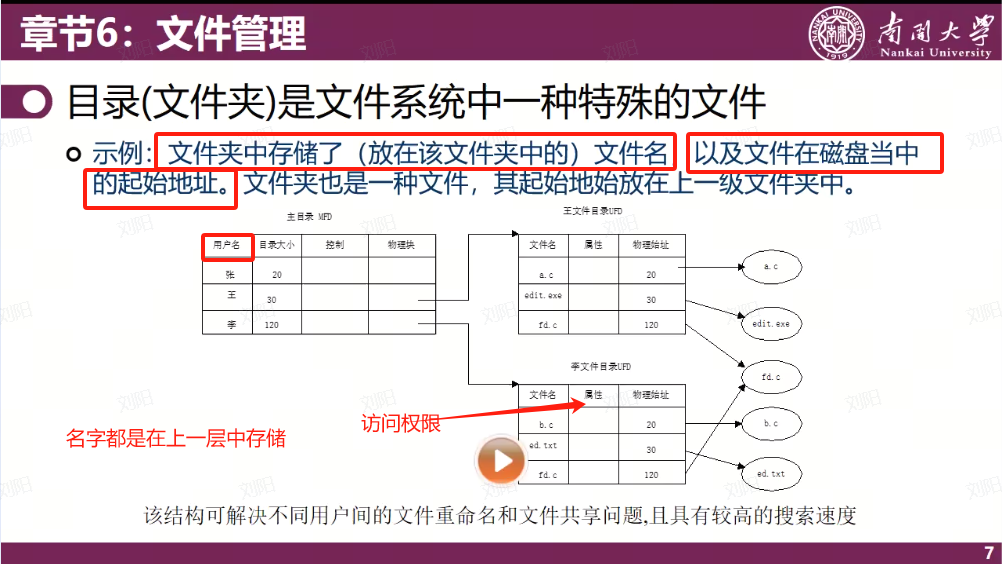 章节6：文件管理
NANKAI UNIVERSITY
1919
南開大學
Nankai University
目录(文件夹)是文件系统中一种特殊的文件
示例：文件夹中存储了（放在该文件夹中的）文件名，以及文件在磁盘当中
的起始地址。文件夹也是一种文件，其起始地始放在上一级文件夹中。
主目录 MFD
用户名 目录大小 控制 物理块
张 20
王 30
李 120
王文件目录UFD
文件名 属性 物理始址
a.c 20
edit.exe 30
fd.c 120
李文件目录UFD
文件名 属性 物理始址
b.c 20
ed.txt 30
fd.c 120
a.c
edit.exe
fd.c
b.c
ed.txt
访问权限
名字都是在上一层中存储
该结构可解决不同用户间的文件重命名和文件共享问题,且具有较高的搜索速度
7
刘阳